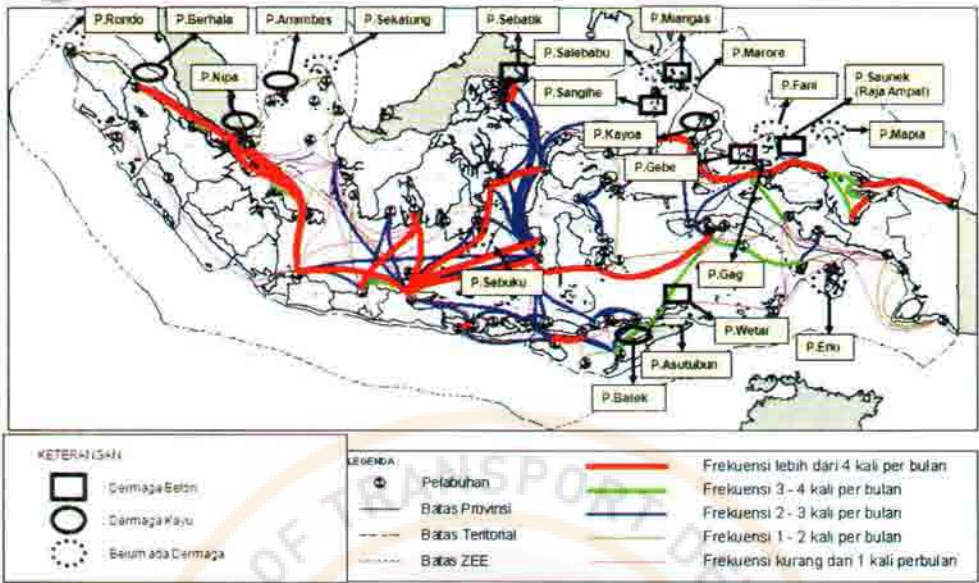 P.Rondo
P.Berhala
P.Anambas
P.Sekatung
P.Sebatik
P.Miangas
P.Salebabu
P.Marore
P.Nipa
P.Sangihe
P.Fani
P.Saunek
(Raja Ampat)
P.Kayoa
P.Mapia
P.Gebe
P.Gag
P.Sebuku
P.Wetar
P.Asutubun
P.Batek
KETERANGAN
: Dermaga Beton
: Dermaga Kayu
: Belum ada Dermaga
LEGENDA :
Pelabuhan
Batas Provinsi
Batas Teritorial
Batas ZEE
Frekuensi lebih dari 4 kali per bulan
Frekuensi 3 - 4 kali per bulan
Frekuensi 2 - 3 kali per bulan
Frekuensi 1 - 2 kali per bulan
Frekuensi kurang dari 1 kali perbulan
OF TRANSPORT